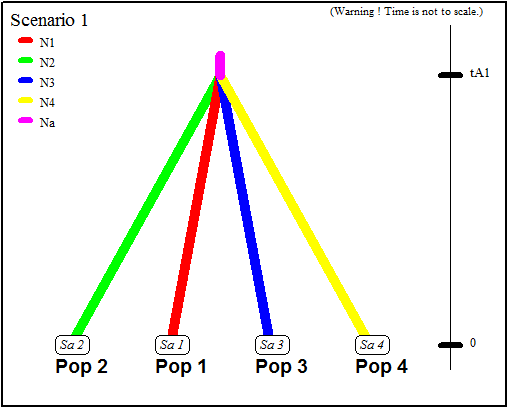 Scenario 1
(Warning ! Time is not to scale.)
N1
N2
N3
N4
Na
tA1
0
Sa 2
Sa 1
Sa 3
Sa 4
Pop 2
Pop 1
Pop 3
Pop 4